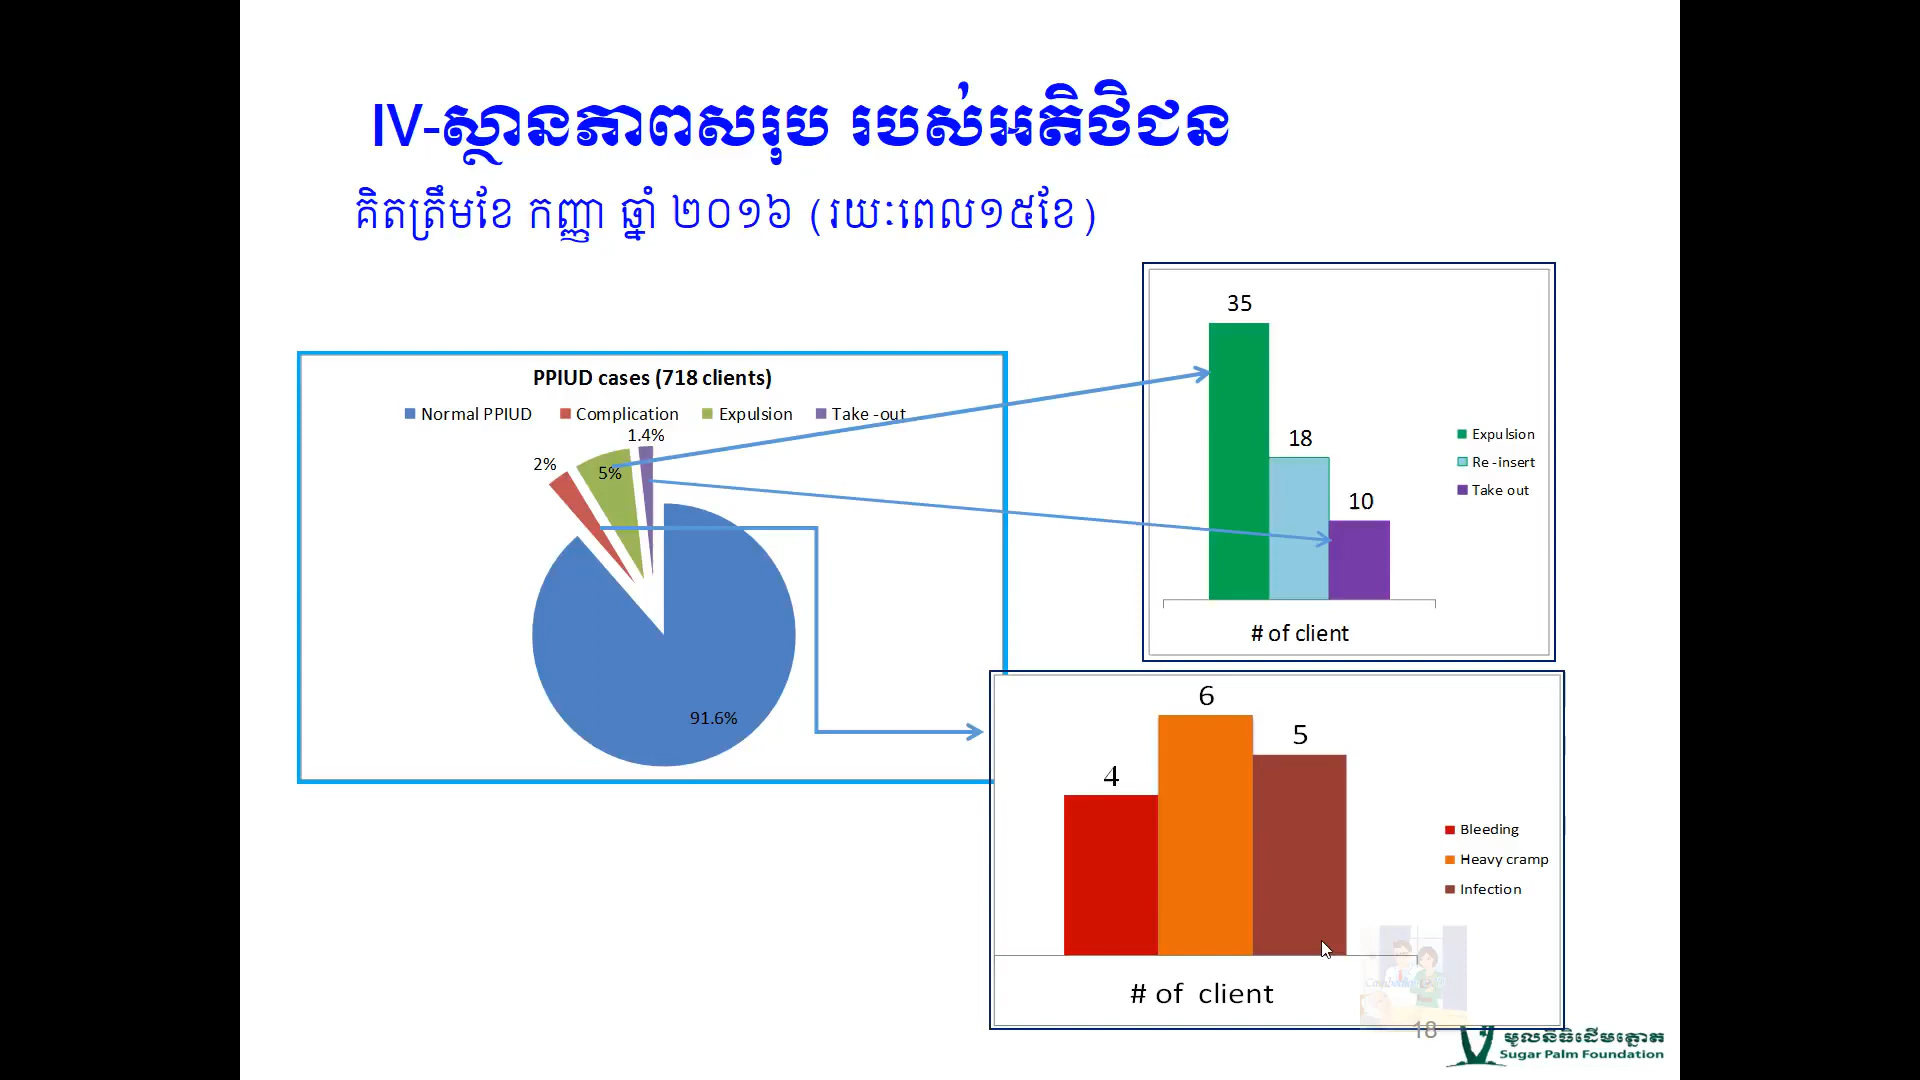 IV-ស្ថានភាពសរុប របស់អតិថិជន
គិតត្រឹមខែ កញ្ញា ឆ្នាំ ២០១៦ (រយៈពេល១៥ខែ)
PPIUD cases (718 clients)
Normal PPIUD Complication Expulsion Take -out
1.4%
2%
5%
91.6%
35
18
10
Expulsion
Re -insert
Take out
# of client
6
5
4
Bleeding
Heavy cramp
Infection
# of client
18
មូលនិធិដើមត្នោត
Sugar Palm Foundation